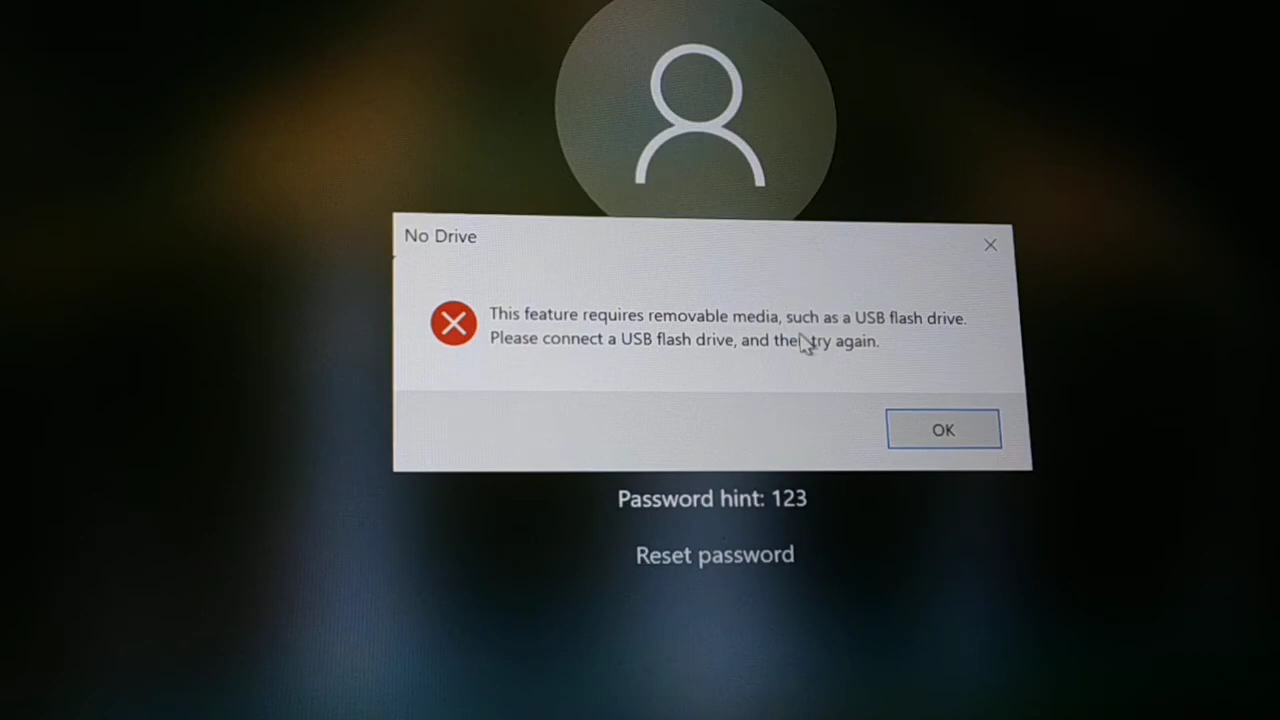 No Drive
This feature requires removable media, such as a USB flash drive.
Please connect a USB flash drive, and then try again.
OK
Password hint: 123
Reset password